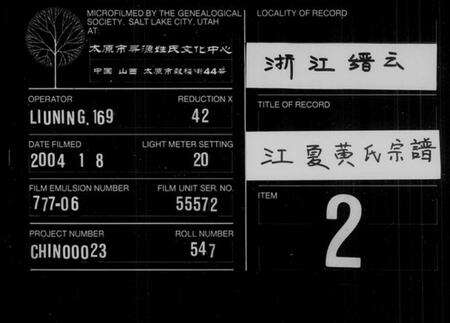 MICROFILMED BY THE GENEALOGICAL
SOCIETY, SALT LAKE CITY, UTAH
AT
太原市尋源姓氏文化中心
中国 山西 太原市鼓楼街44号
OPERATOR
LIUNING, 169
REDUCTION X
42
DATE FILMED
2004 1 8
LIGHT METER SETTING
20
FILM EMULSION NUMBER
777-06
FILM UNIT SER. NO.
55572
PROJECT NUMBER
CHIN00023
ROLL NUMBER
547
LOCALITY OF RECORD
浙江缙云
TITLE OF RECORD
江夏黄氏宗譜
ITEM
2